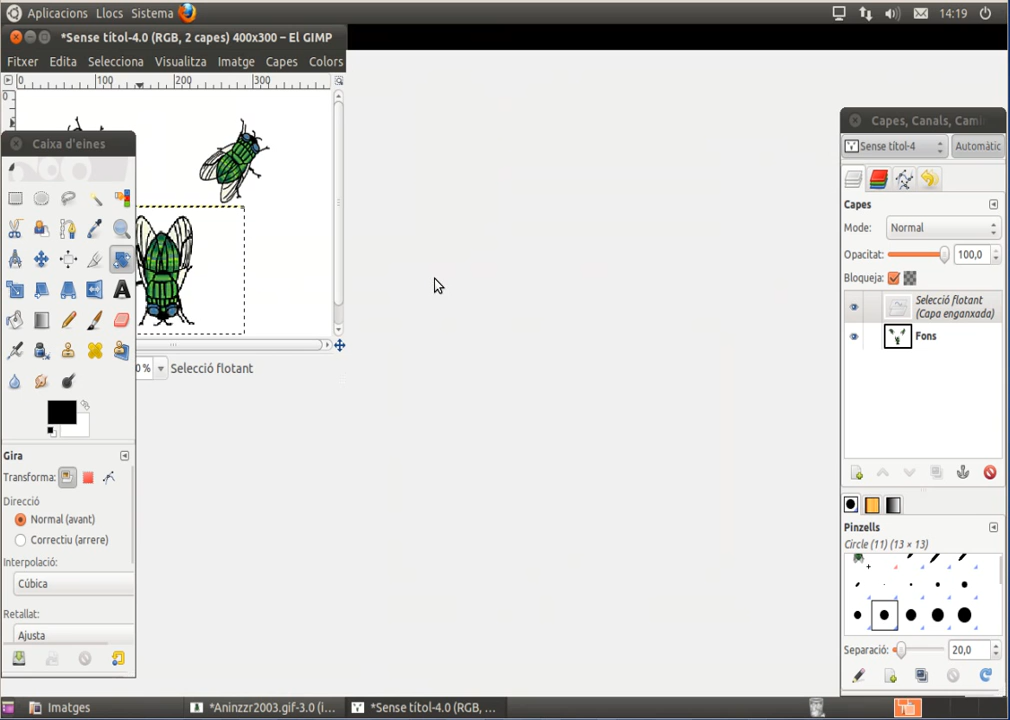 Aplicacions Llocs Sistema
14:19
*Sense títol-4.0 (RGB, 2 capes) 400x300 – El GIMP
Fitxer Edita Selecciona Visualitza Imatge Capes Colors
0 100 200 300
0
Caixa d'eines
0 % Selecció flotant
Gira
Transforma:
Direcció
Normal (avant)
Correctiu (arrere)
Interpolació:
Cúbica
Retallat:
Ajusta
Capes, Canals, Cami
Sense títol-4 Automàtic
Capes
Mode: Normal
Opacitat: 100,0
Bloqueja:
Selecció flotant
(Capa enganxada)
Fons
Pinzells
Circle (11) (13 × 13)
Separació: 20,0
Imatges *Aninzzr2003.gif-3.0 (i... *Sense títol-4.0 (RGB, ...